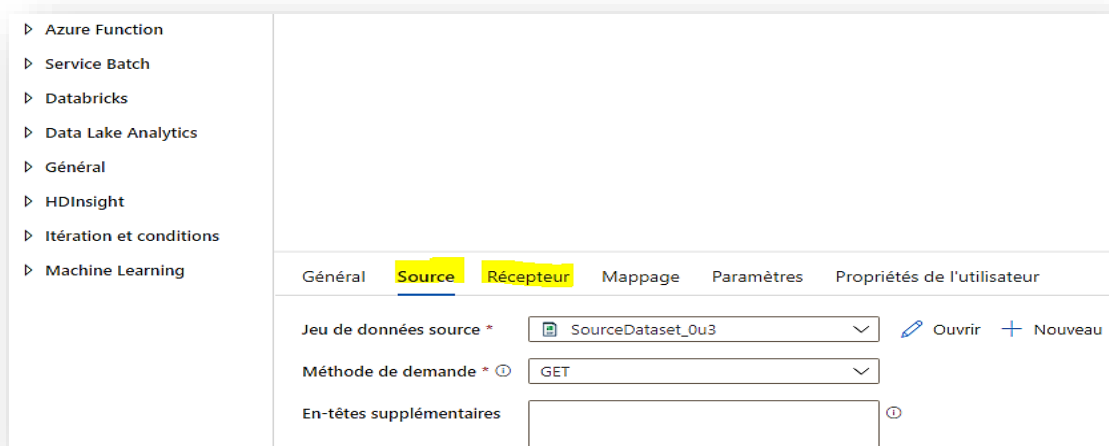 Azure Function
Service Batch
Databricks
Data Lake Analytics
Général
HDInsight
Itération et conditions
Machine Learning
Général Source Récepteur Mappage Paramètres Propriétés de l'utilisateur
Jeu de données source * SourceDataset_0u3 Ouvrir Nouveau
Méthode de demande * GET
En-têtes supplémentaires